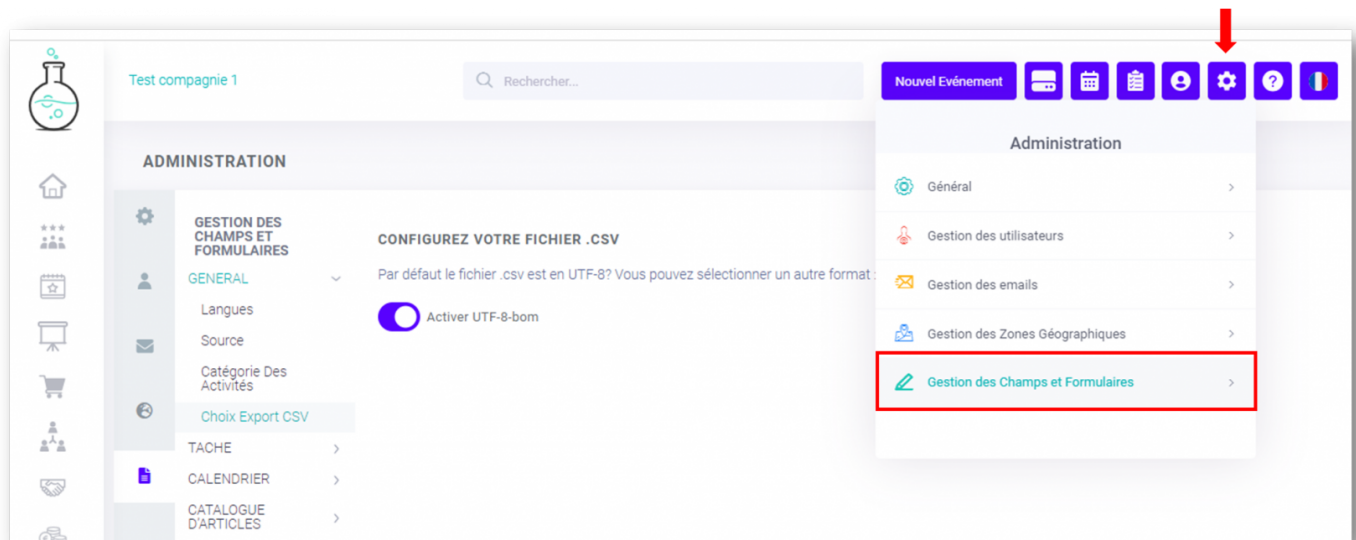 Test compagnie 1
Rechercher...
Nouvel Evénement
Administration
Général
Gestion des utilisateurs
Gestion des emails
Gestion des Zones Géographiques
Gestion des Champs et Formulaires
ADMINISTRATION
GESTION DES
CHAMPS ET
FORMULAIRES
GENERAL
Langues
Source
Catégorie Des
Activités
Choix Export CSV
TACHE
CALENDRIER
CATALOGUE
D'ARTICLES
CONFIGUREZ VOTRE FICHIER .CSV
Par défaut le fichier .csv est en UTF-8? Vous pouvez sélectionner un autre format :
Activer UTF-8-bom